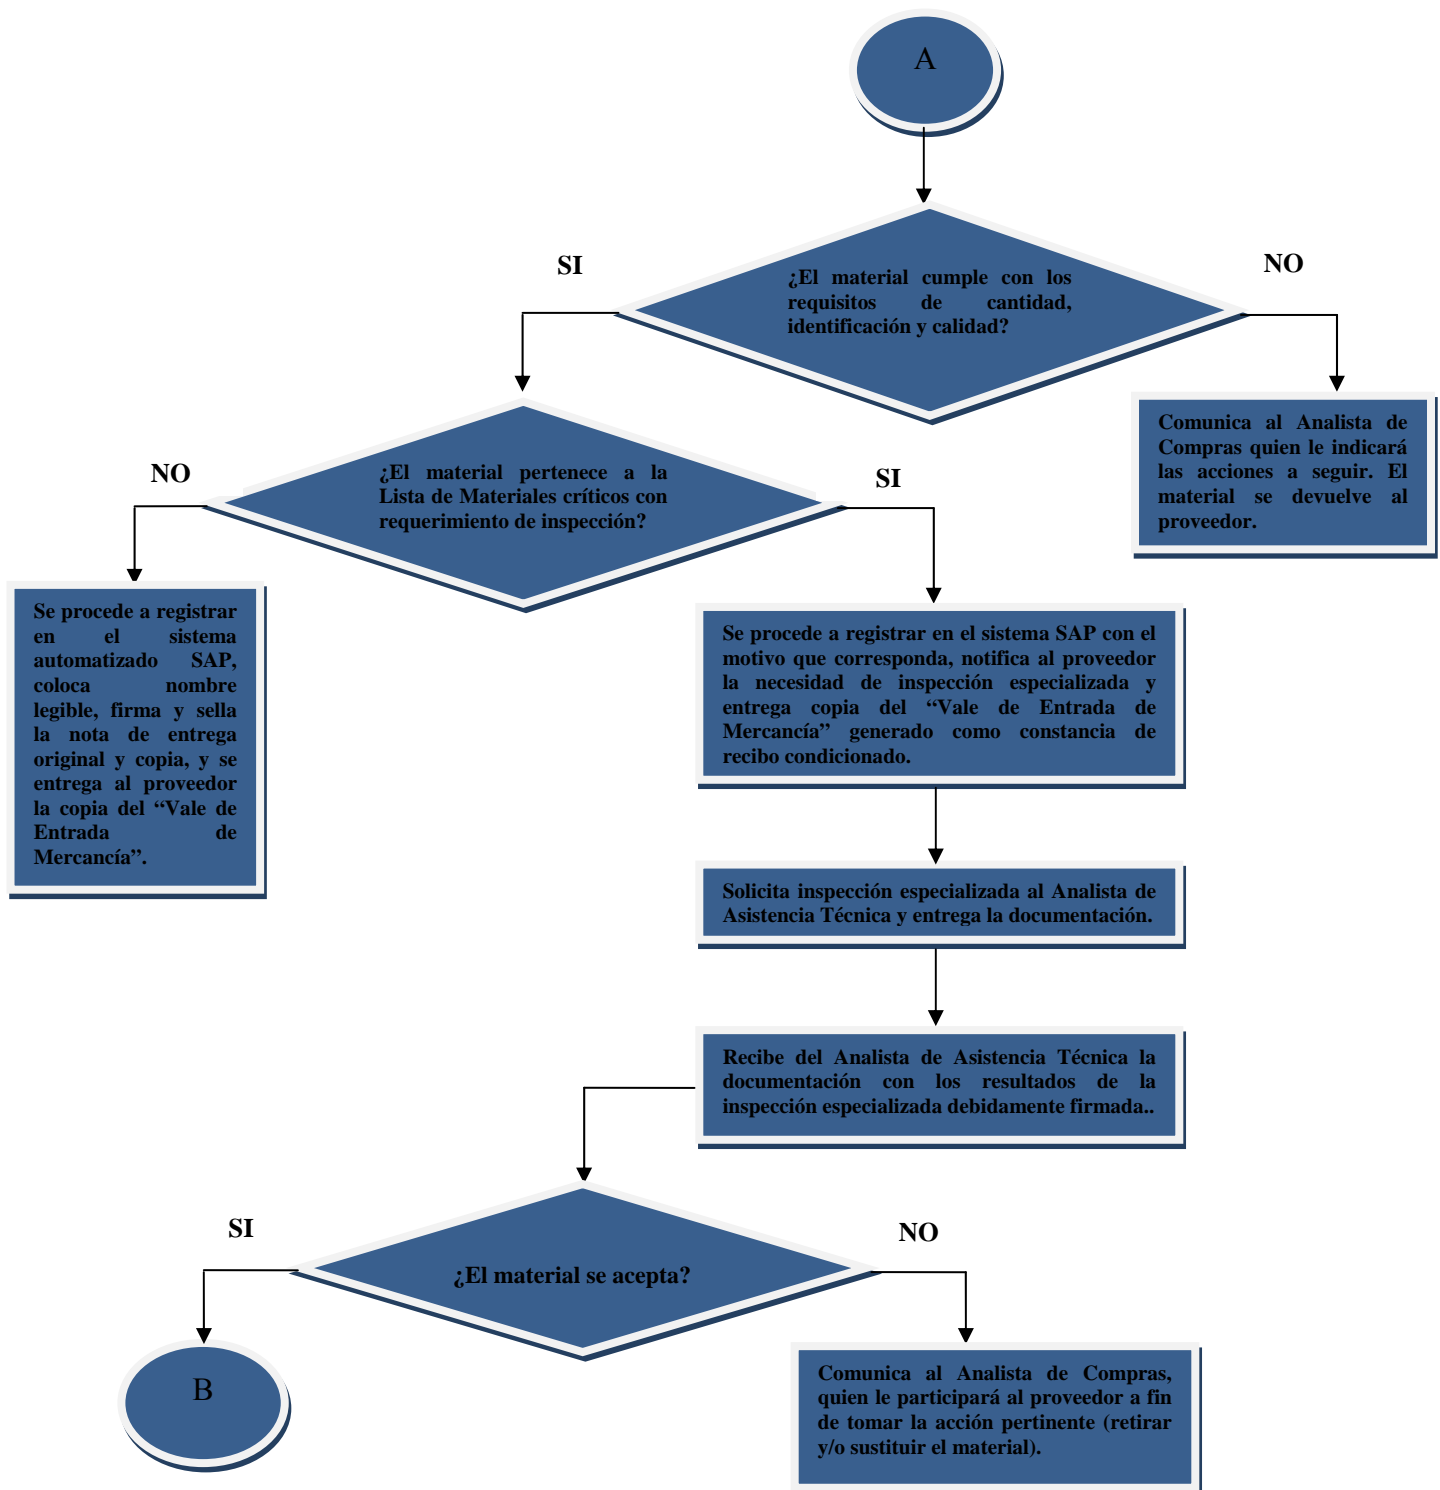 A
¿El material cumple con los
requisitos de cantidad,
identificación y calidad?
SI
NO
Comunica al Analista de
Compras quien le indicará
las acciones a seguir. El
material se devuelve al
proveedor.
¿El material pertenece a la
Lista de Materiales críticos con
requerimiento de inspección?
NO
SI
Se procede a registrar
en el sistema
automatizado SAP,
coloca nombre
legible, firma y sella
la nota de entrega
original y copia, y se
entrega al proveedor
la copia del “Vale de
Entrada de
Mercancía”.
Se procede a registrar en el sistema SAP con el
motivo que corresponda, notifica al proveedor
la necesidad de inspección especializada y
entrega copia del “Vale de Entrada de
Mercancía” generado como constancia de
recibo condicionado.
Solicita inspección especializada al Analista de
Asistencia Técnica y entrega la documentación.
Recibe del Analista de Asistencia Técnica la
documentación con los resultados de la
inspección especializada debidamente firmada..
¿El material se acepta?
SI
NO
B
Comunica al Analista de Compras,
quien le participará al proveedor a fin
de tomar la acción pertinente (retirar
y/o sustituir el material).